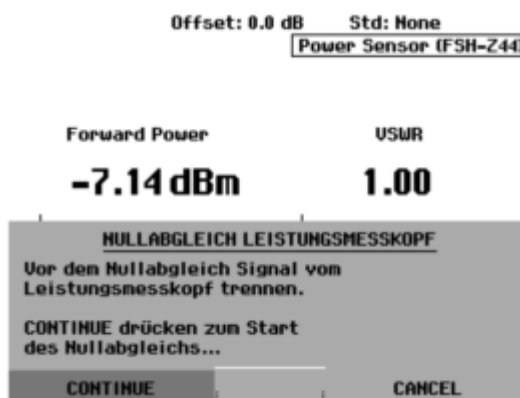 Offset: 0.0 dB Std: None
Power Sensor (FSH-Z44)
Forward Power VSWR
-7.14 dBm 1.00
NULLABGLEICH LEISTUNGSMESSKOPF
Vor dem Nullabgleich Signal vom
Leistungsmesskopf trennen.
CONTINUE drücken zum Start
des Nullabgleichs...
CONTINUE CANCEL